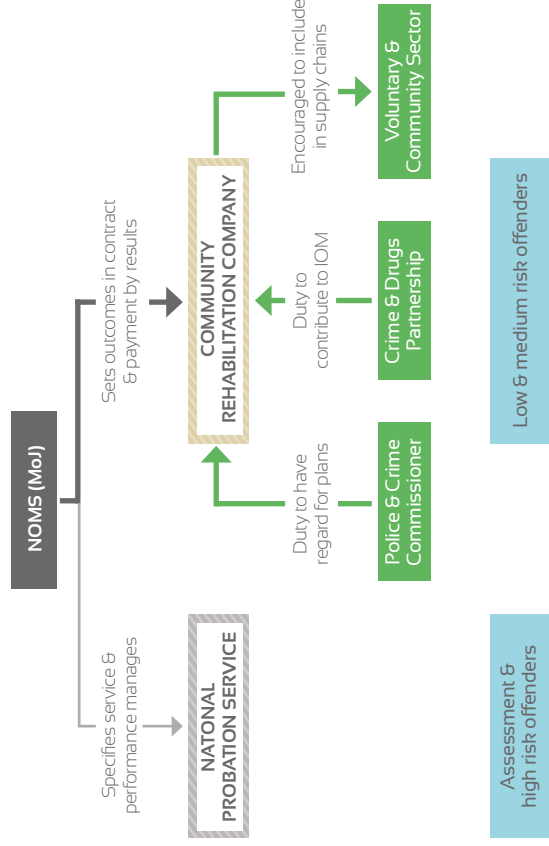 NOMS (MoJ)
Specifies service &
performance manages
Sets outcomes in contract
& payment by results
NATONAL
PROBATION SERVICE
COMMUNITY
REHABILITATION COMPANY
Duty to have
regard for plans
Duty to
contribute to IOM
Encouraged to include
in supply chains
Police & Crime
Commissioner
Crime & Drugs
Partnership
Voluntary &
Community Sector
Assessment &
high risk offenders
Low & medium risk offenders